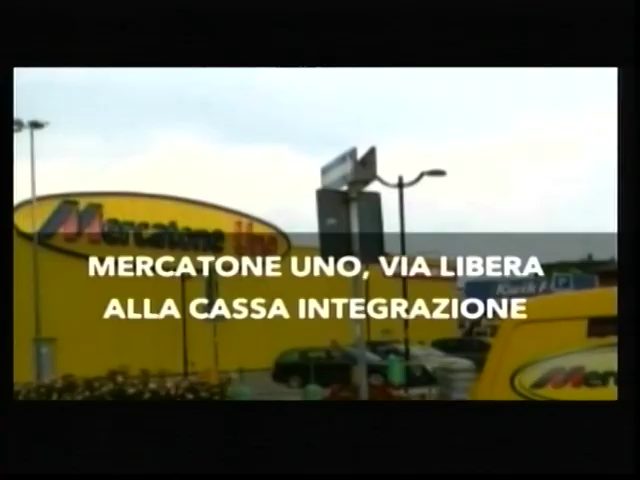 Mercatone Uno
MERCATONE UNO, VIA LIBERA
ALLA CASSA INTEGRAZIONE